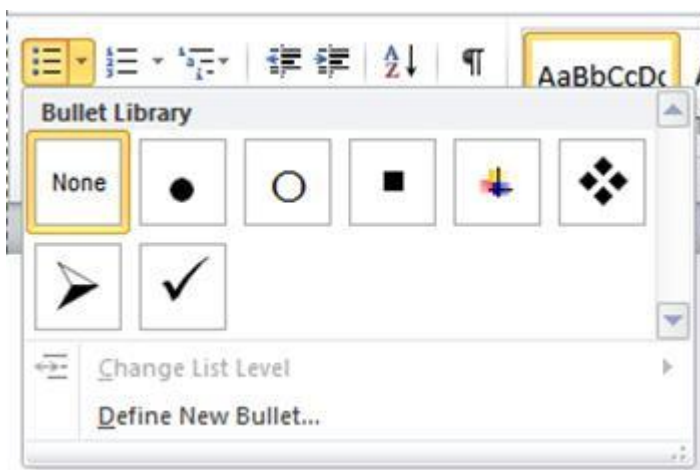 AaBbCcDc
Bullet Library
None
Change List Level
Define New Bullet...